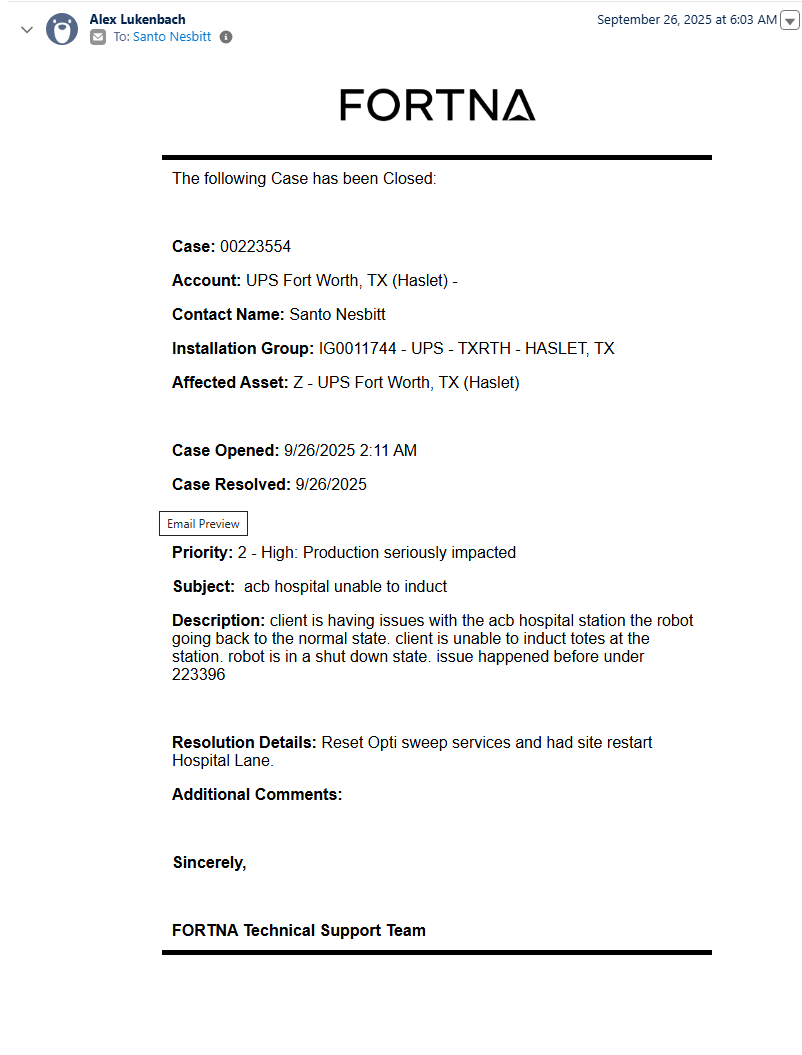 Alex Lukenbach
September 26, 2025 at 6:03 AM
To: Santo Nesbitt
FORTNA
The following Case has been Closed:
Case: 00223554
Account: UPS Fort Worth, TX (Haslet) -
Contact Name: Santo Nesbitt
Installation Group: IG0011744 - UPS - TXRTH - HASLET, TX
Affected Asset: Z - UPS Fort Worth, TX (Haslet)
Case Opened: 9/26/2025 2:11 AM
Case Resolved: 9/26/2025
Email Preview
Priority: 2 - High: Production seriously impacted
Subject:  acb hospital unable to induct
Description: client is having issues with the acb hospital station the robot
going back to the normal state. client is unable to induct totes at the
station. robot is in a shut down state. issue happened before under
223396
Resolution Details: Reset Opti sweep services and had site restart
Hospital Lane.
Additional Comments:
Sincerely,
FORTNA Technical Support Team